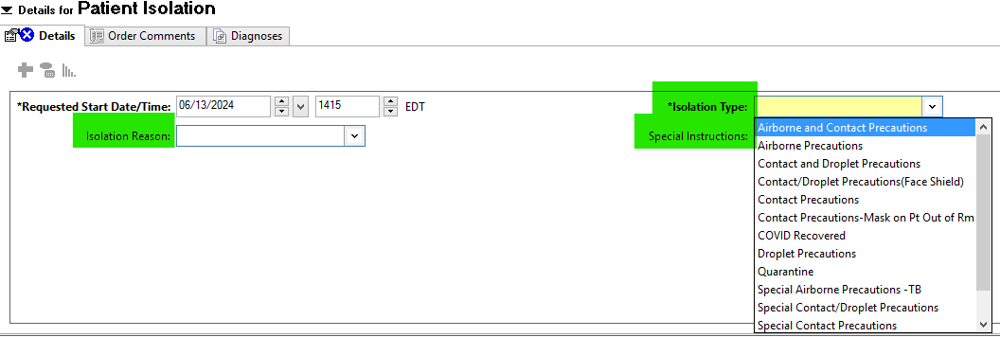 Details for Patient Isolation
Details Order Comments Diagnoses
*Requested Start Date/Time: 06/13/2024 1415 EDT *Isolation Type:
Isolation Reason: Special Instructions:
Airborne and Contact Precautions
Airborne Precautions
Contact and Droplet Precautions
Contact/Droplet Precautions(Face Shield)
Contact Precautions
Contact Precautions-Mask on Pt Out of Rm
COVID Recovered
Droplet Precautions
Quarantine
Special Airborne Precautions -TB
Special Contact/Droplet Precautions
Special Contact Precautions